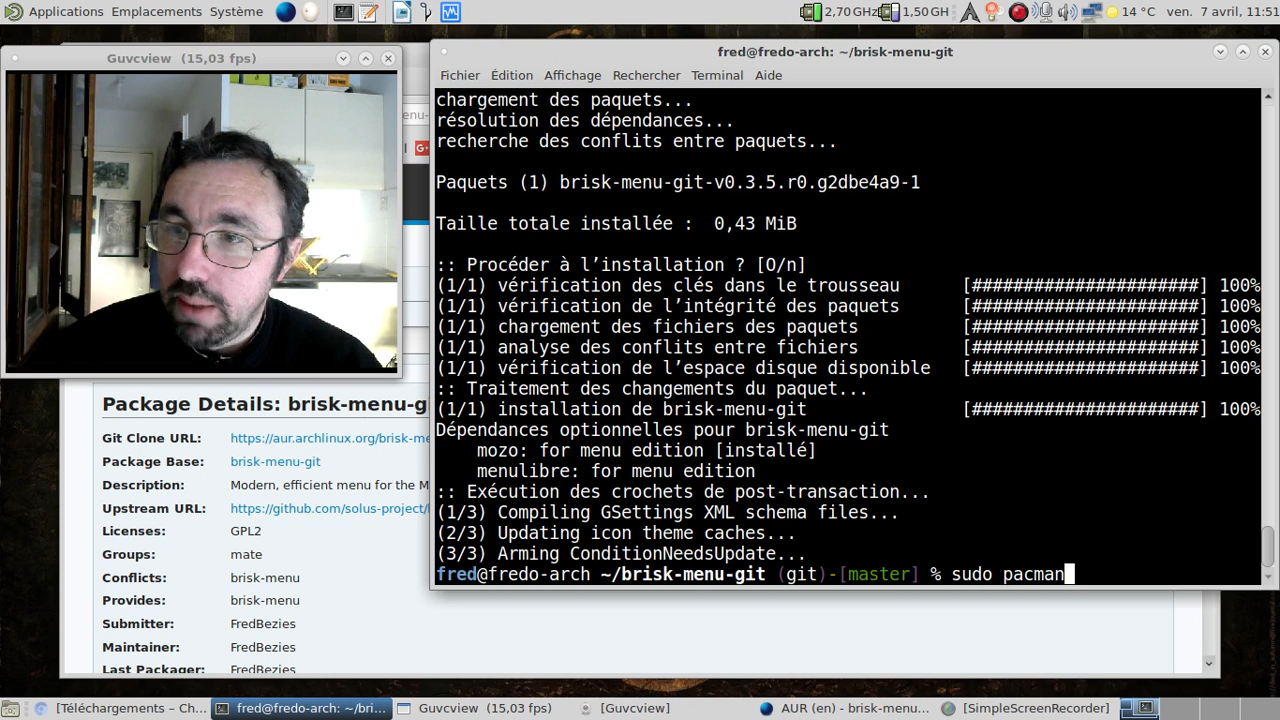 Applications Emplacements Système
2,70 GHz
1,50 GH
14 °C
ven. 7 avril, 11:51
Guvcview (15,03 fps)
fred@fredo-arch: ~/brisk-menu-git
Fichier Édition Affichage Rechercher Terminal Aide
chargement des paquets...
résolution des dépendances...
recherche des conflits entre paquets...
Paquets (1) brisk-menu-git-v0.3.5.r0.g2dbe4a9-1
Taille totale installée : 0,43 MiB
:: Procéder à l’installation ? [O/n]
(1/1) vérification des clés dans le trousseau [######################] 100%
(1/1) vérification de l’intégrité des paquets [######################] 100%
(1/1) chargement des fichiers des paquets [######################] 100%
(1/1) analyse des conflits entre fichiers [######################] 100%
(1/1) vérification de l’espace disque disponible [######################] 100%
:: Traitement des changements du paquet...
(1/1) installation de brisk-menu-git [######################] 100%
Dépendances optionnelles pour brisk-menu-git
mozo: for menu edition [installé]
menulibre: for menu edition
:: Exécution des crochets de post-transaction...
(1/3) Compiling GSettings XML schema files...
(2/3) Updating icon theme caches...
(3/3) Arming ConditionNeedsUpdate...
fred@fredo-arch ~/brisk-menu-git (git)-[master] % sudo pacman
Package Details: brisk-menu-g
Git Clone URL: https://aur.archlinux.org/brisk-me
Package Base: brisk-menu-git
Description: Modern, efficient menu for the M
Upstream URL: https://github.com/solus-project/
Licenses: GPL2
Groups: mate
Conflicts: brisk-menu
Provides: brisk-menu
Submitter: FredBezies
Maintainer: FredBezies
Last Packager: FredBezies
[Téléchargements – Ch...
fred@fredo-arch: ~/bri...
Guvcview (15,03 fps)
[Guvcview]
AUR (en) - brisk-menu...
[SimpleScreenRecorder]